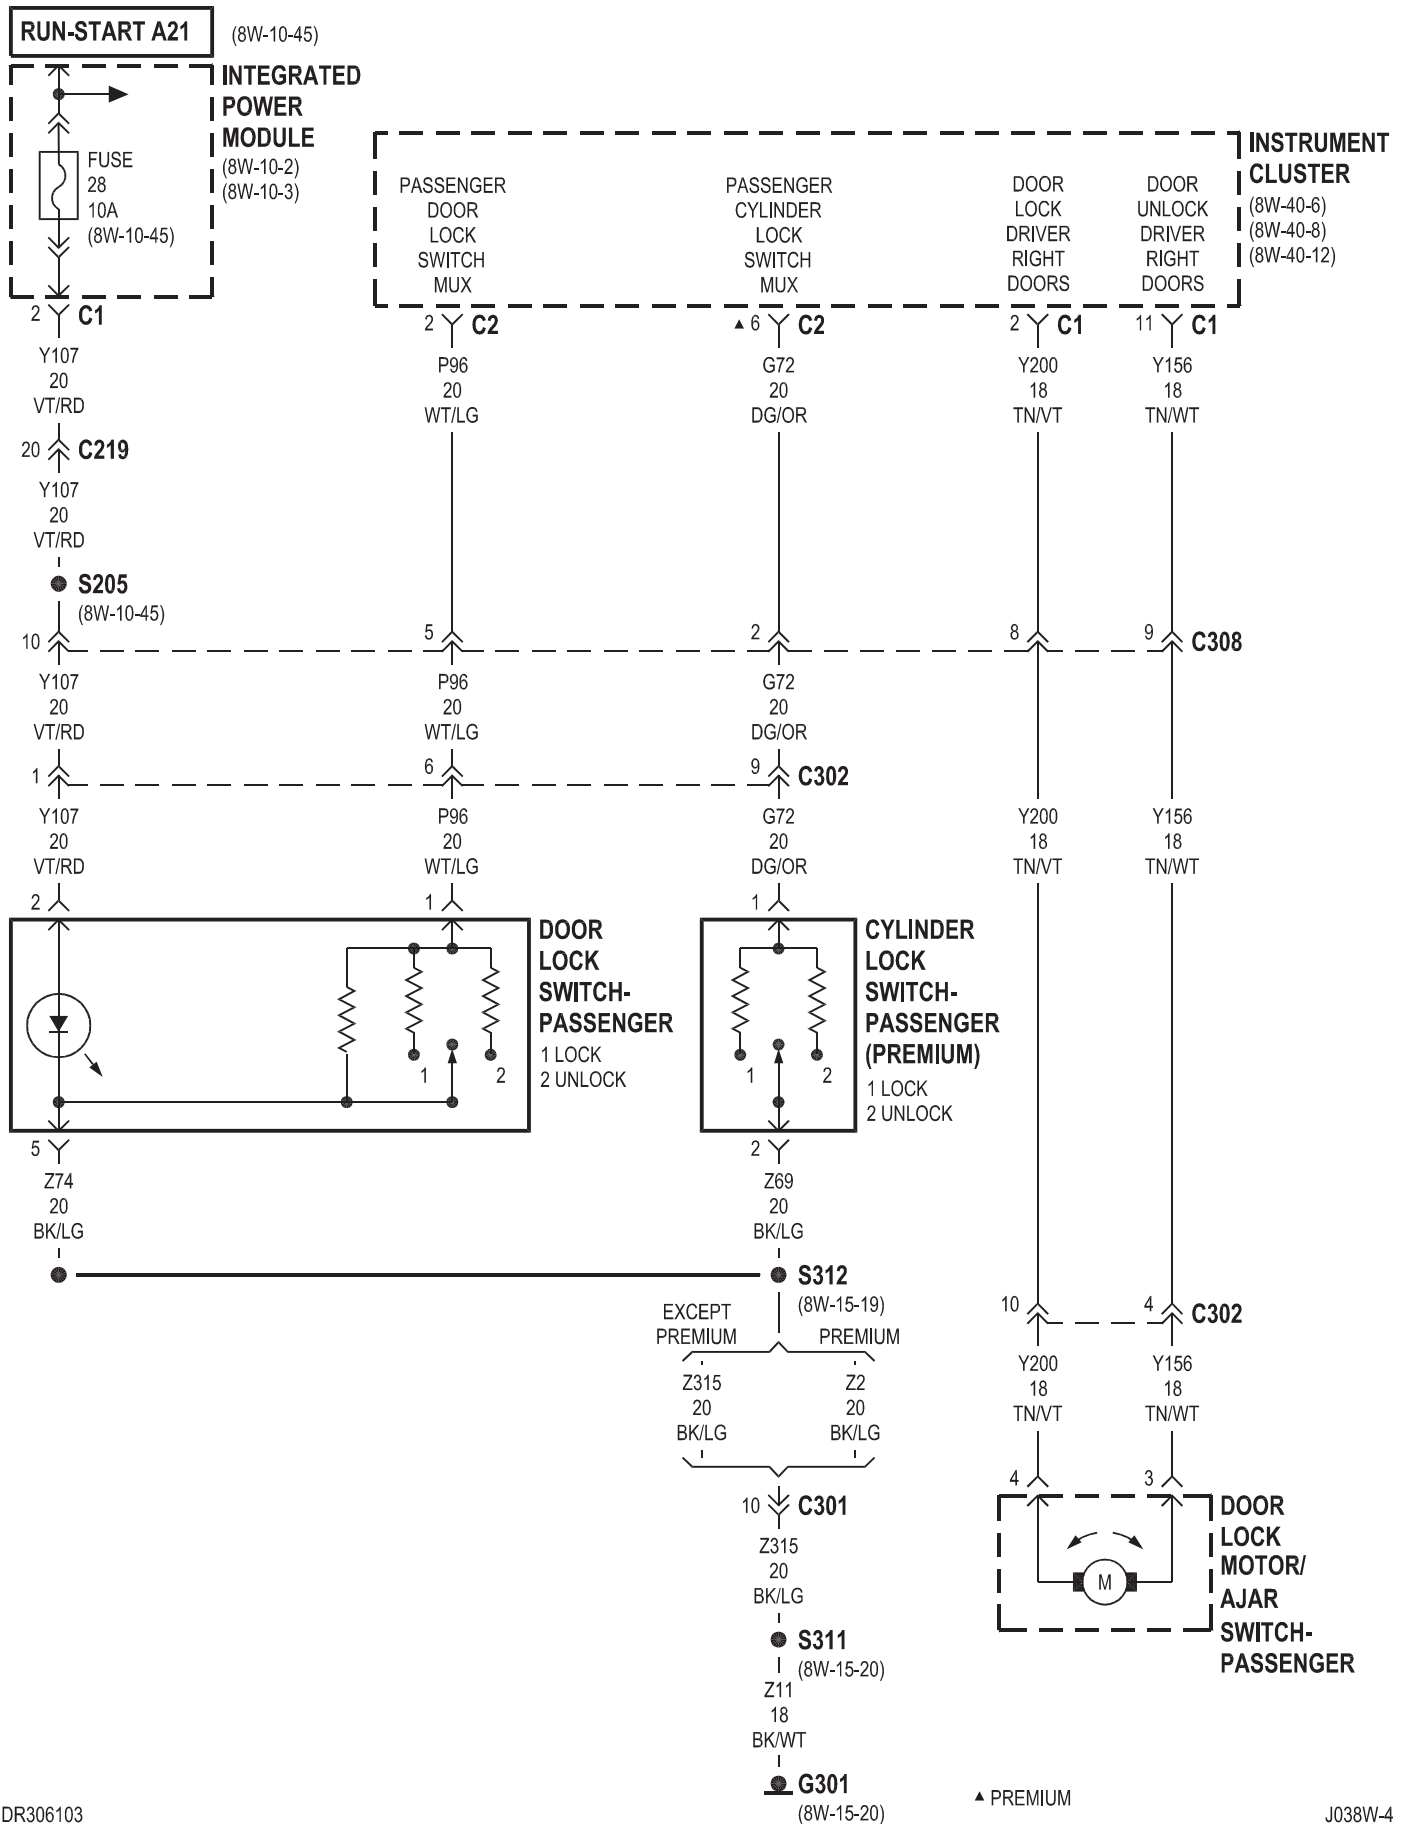 RUN-START A21
(8W-10-45)
INTEGRATED
POWER
MODULE
(8W-10-2)
(8W-10-3)
FUSE
28
10A
(8W-10-45)
INSTRUMENT
CLUSTER
(8W-40-6)
(8W-40-8)
(8W-40-12)
PASSENGER
DOOR
LOCK
SWITCH
MUX
PASSENGER
CYLINDER
LOCK
SWITCH
MUX
DOOR
LOCK
DRIVER
RIGHT
DOORS
DOOR
UNLOCK
DRIVER
RIGHT
DOORS
2 C1
2 C2
▲ 6 C2
2 C1
11 C1
Y107
20
VT/RD
P96
20
WT/LG
G72
20
DG/OR
Y200
18
TN/VT
Y156
18
TN/WT
20 C219
Y107
20
VT/RD
S205
(8W-10-45)
10 5 2 8 9 C308
Y107
20
VT/RD
P96
20
WT/LG
G72
20
DG/OR
1 6 9 C302
Y107
20
VT/RD
P96
20
WT/LG
G72
20
DG/OR
Y200
18
TN/VT
Y156
18
TN/WT
2 1 1
DOOR
LOCK
SWITCH-
PASSENGER
1 LOCK
2 UNLOCK
1 2
CYLINDER
LOCK
SWITCH-
PASSENGER
(PREMIUM)
1 LOCK
2 UNLOCK
1 2
5 2
Z74
20
BK/LG
Z69
20
BK/LG
S312
(8W-15-19)
EXCEPT
PREMIUM
PREMIUM
10 4 C302
Z315
20
BK/LG
Z2
20
BK/LG
Y200
18
TN/VT
Y156
18
TN/WT
4 3
10 C301
DOOR
LOCK
MOTOR/
AJAR
SWITCH-
PASSENGER
M
Z315
20
BK/LG
S311
(8W-15-20)
Z11
18
BK/WT
G301
(8W-15-20)
▲ PREMIUM
DR306103
J038W-4